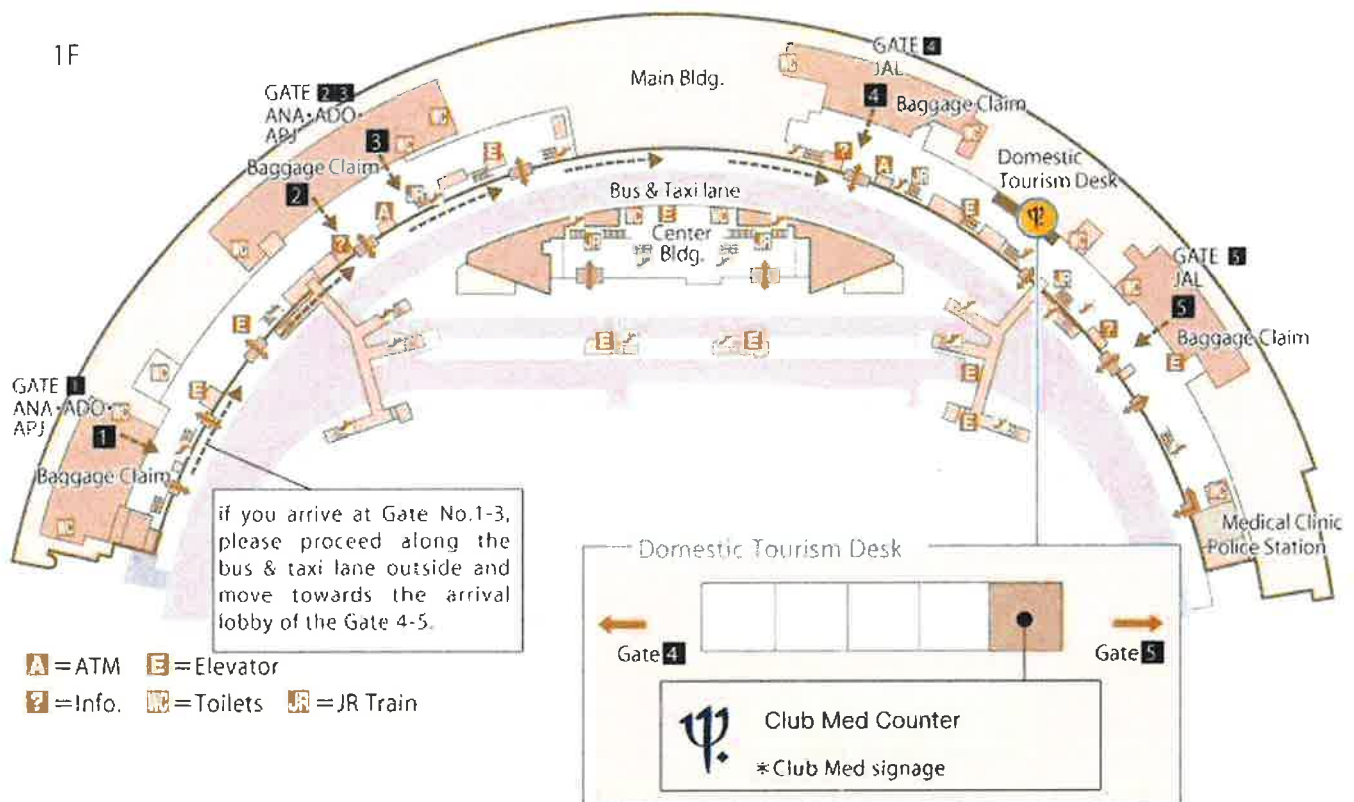 1F
GATE 2 3
ANA・ADO・
APJ
3
Baggage Claim
2
Main Bldg.
GATE 4
JAL
4
Baggage Claim
Domestic
Tourism Desk
Bus & Taxi lane
Center
Bldg.
GATE 5
JAL
5
Baggage Claim
GATE 1
ANA・ADO・
APJ
1
Baggage Claim
Medical Clinic
Police Station
if you arrive at Gate No.1-3,
please proceed along the
bus & taxi lane outside and
move towards the arrival
lobby of the Gate 4-5.
A =ATM E =Elevator
? =Info. WC =Toilets JR =JR Train
Domestic Tourism Desk
Gate 4
Gate 5
Club Med Counter
*Club Med signage